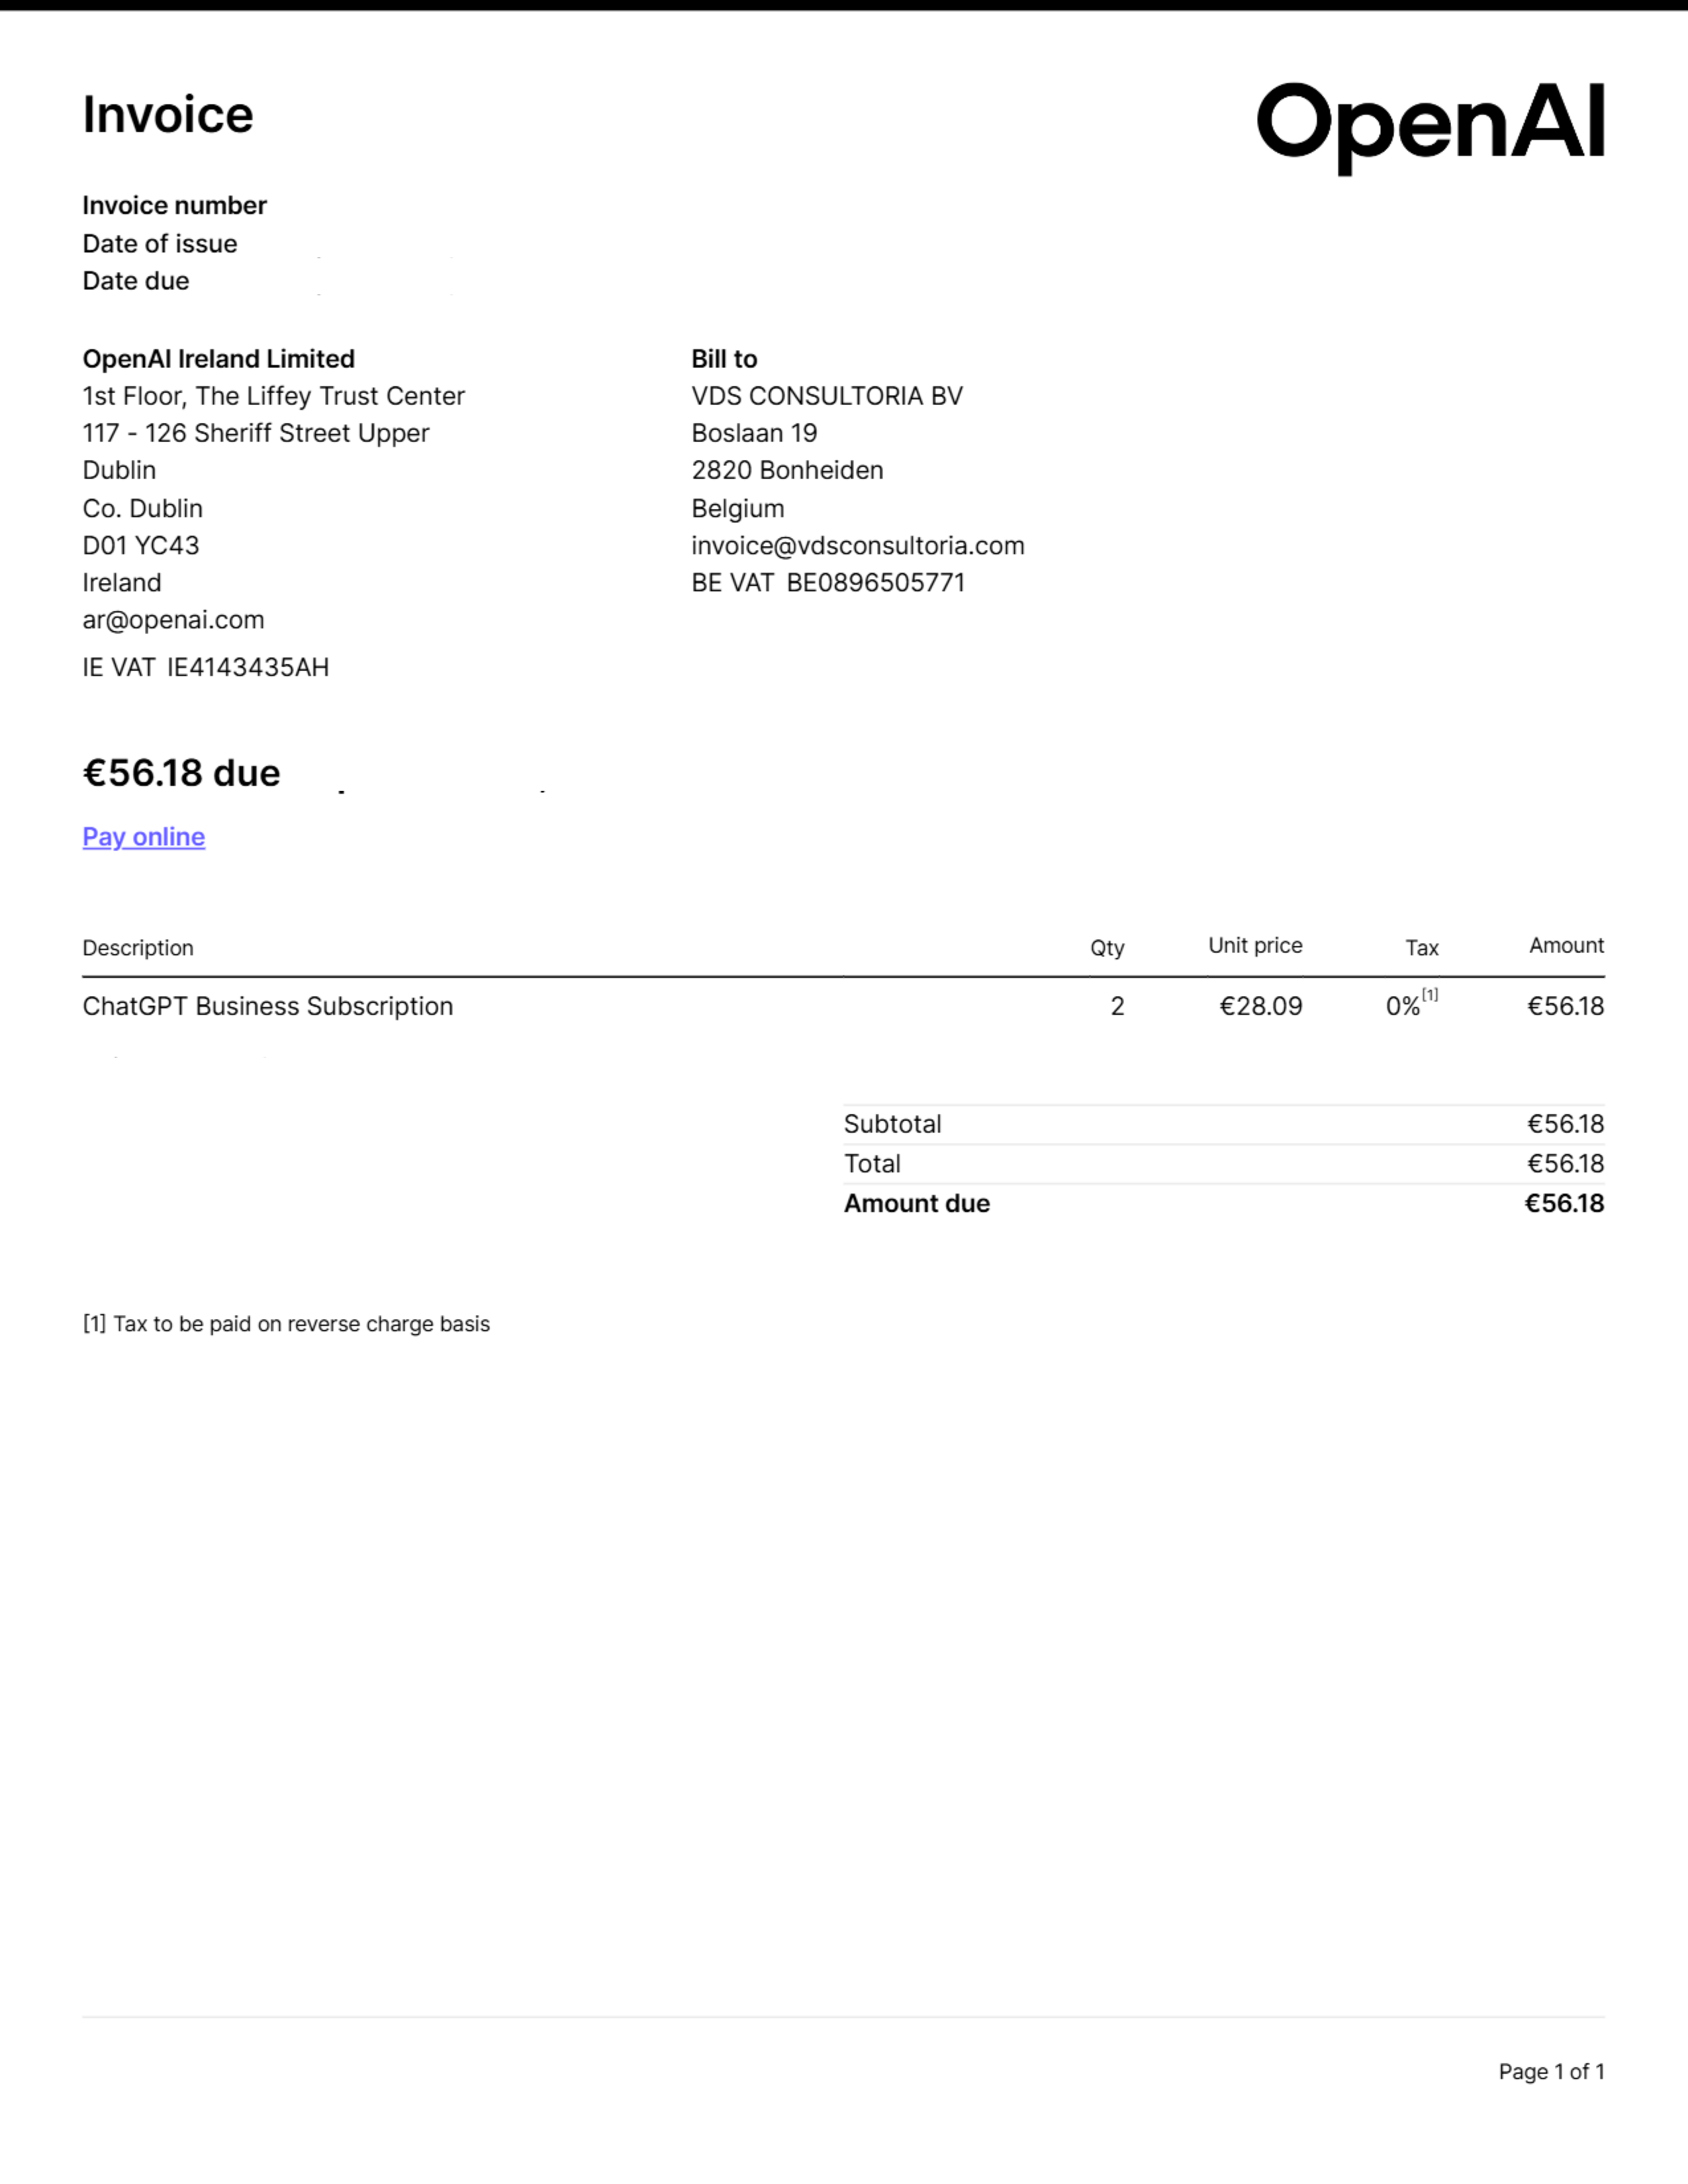 Invoice
OpenAI
Invoice number
Date of issue
Date due
OpenAI Ireland Limited
1st Floor, The Liffey Trust Center
117 - 126 Sheriff Street Upper
Dublin
Co. Dublin
D01 YC43
Ireland
ar@openai.com
IE VAT IE4143435AH
Bill to
VDS CONSULTORIA BV
Boslaan 19
2820 Bonheiden
Belgium
invoice@vdsconsultoria.com
BE VAT BE0896505771
€56.18 due
Pay online
Description Qty Unit price Tax Amount
ChatGPT Business Subscription 2 €28.09 0%[1] €56.18
Subtotal €56.18
Total €56.18
Amount due €56.18
[1] Tax to be paid on reverse charge basis
Page 1 of 1